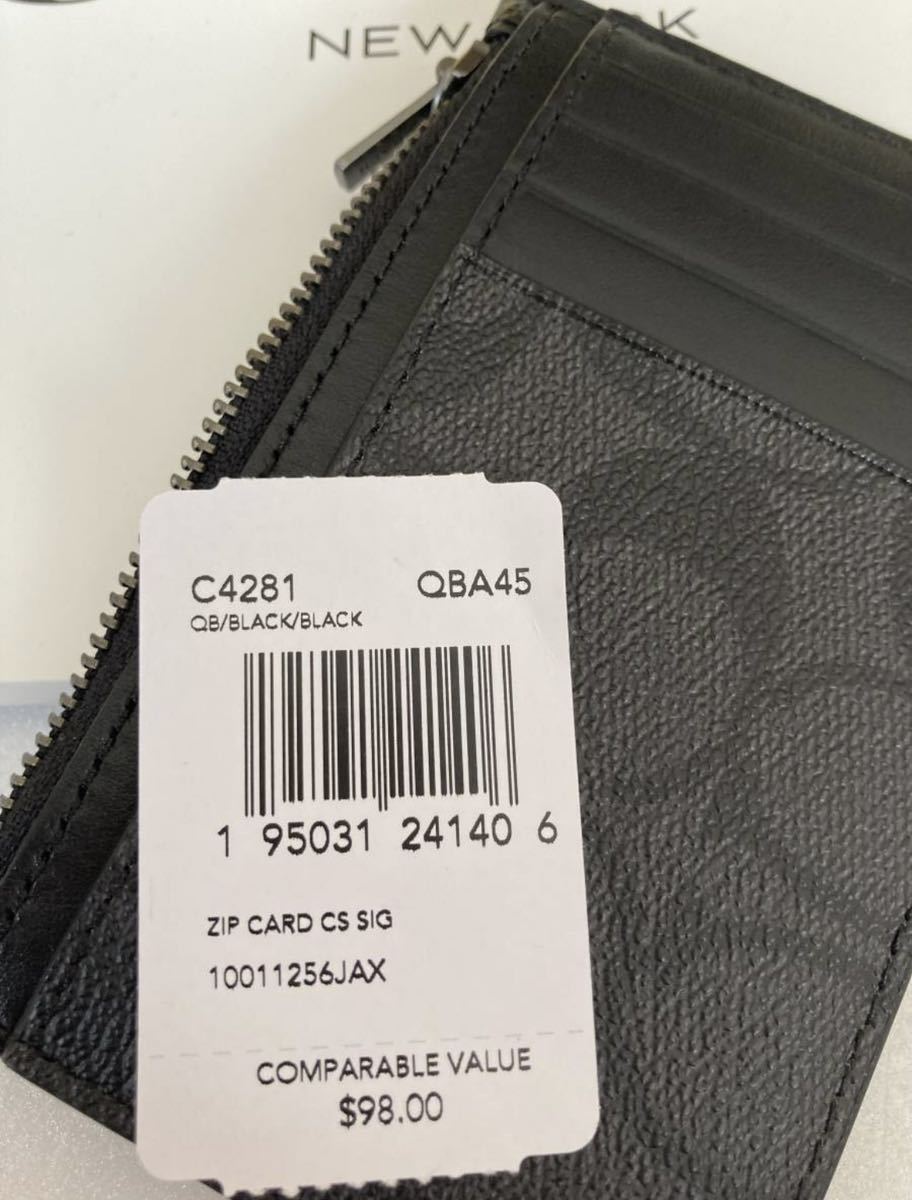 NEW
C4281 QBA45
QB/BLACK/BLACK
1 95031 24140 6
ZIP CARD CS SIG
10011256JAX
COMPARABLE VALUE
$98.00